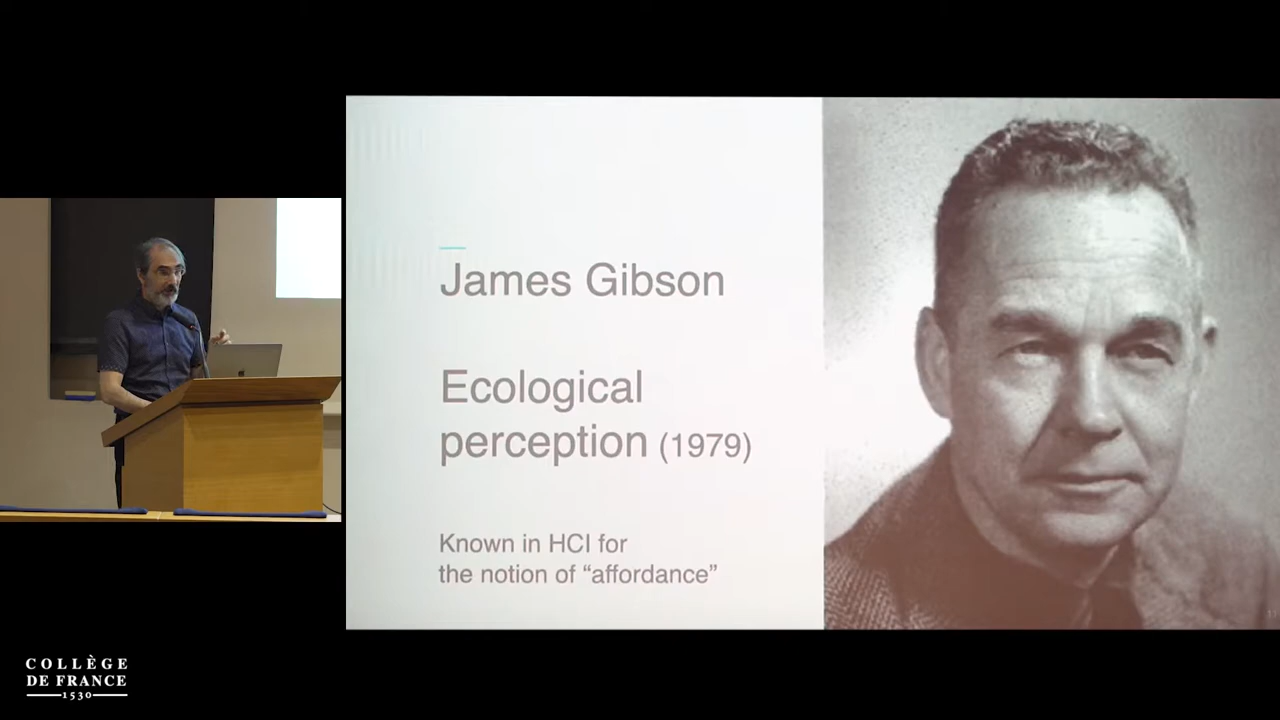 James Gibson
Ecological
perception (1979)
Known in HCI for
the notion of “affordance”
COLLÈGE
DE FRANCE
1530